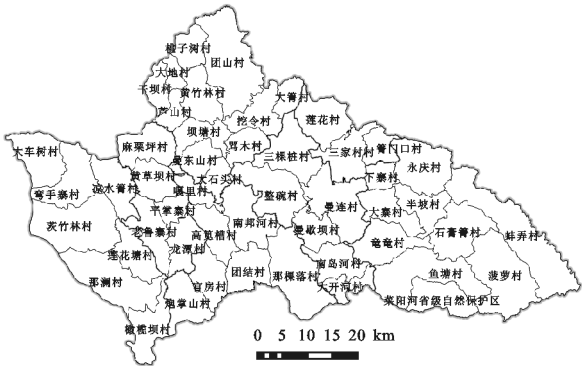 椴子树村
团山村
大地村
干坝村
黄竹林村
芦山村
大箐村
挖令村
莲花村
坝塘村
麻栗坪村
笃木村
三棵桩村
三家村村
箐门口村
永庆村
大车树村
曼东山村
黄草坝村
大石头村
下寨村
弯手寨村
凉水箐村
偃里村
整碗村
曼连村
半坡村
大寨村
平掌寨村
茨竹林村
老鲁寨村
南邦河村
曼歇坝村
石膏箐村
蚌弄村
高笕槽村
奄奄村
龙潭村
莲花塘村
那澜村
团结村
那棵落村
南岛河村
鱼塘村
菠萝村
官房村
大开河村
炮掌山村
菜阳河省级自然保护区
橄榄坝村
0 5 10 15 20 km